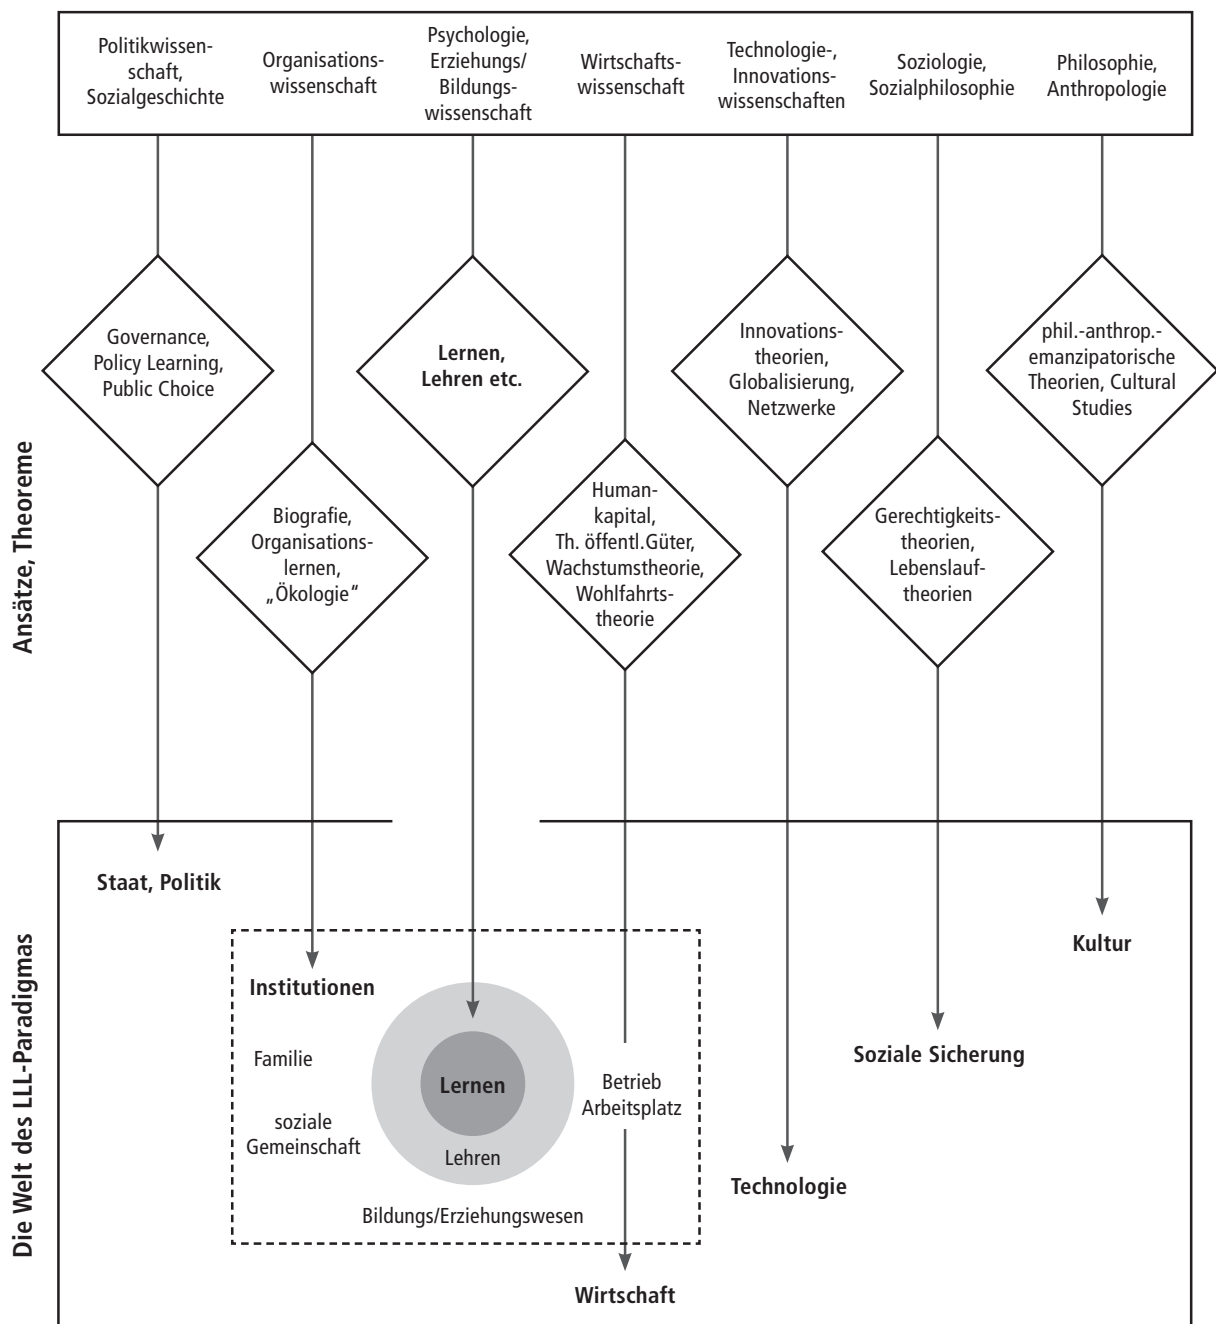 Politikwissen-
schaft,
Sozialgeschichte
Organisations-
wissenschaft
Psychologie,
Erziehungs/
Bildungs-
wissenschaft
Wirtschafts-
wissenschaft
Technologie-,
Innovations-
wissenschaften
Soziologie,
Sozialphilosophie
Philosophie,
Anthropologie
Ansätze, Theoreme
Governance,
Policy Learning,
Public Choice
Lernen,
Lehren etc.
Innovations-
theorien,
Globalisierung,
Netzwerke
phil.-anthrop.-
emanzipatorische
Theorien, Cultural
Studies
Biografie,
Organisations-
lernen,
„Ökologie“
Human-
kapital,
Th. öffentl.Güter,
Wachstumstheorie,
Wohlfahrts-
theorie
Gerechtigkeits-
theorien,
Lebenslauf-
theorien
Die Welt des LLL-Paradigmas
Staat, Politik
Kultur
Institutionen
Familie
soziale
Gemeinschaft
Lernen
Lehren
Betrieb
Arbeitsplatz
Bildungs/Erziehungswesen
Soziale Sicherung
Technologie
Wirtschaft